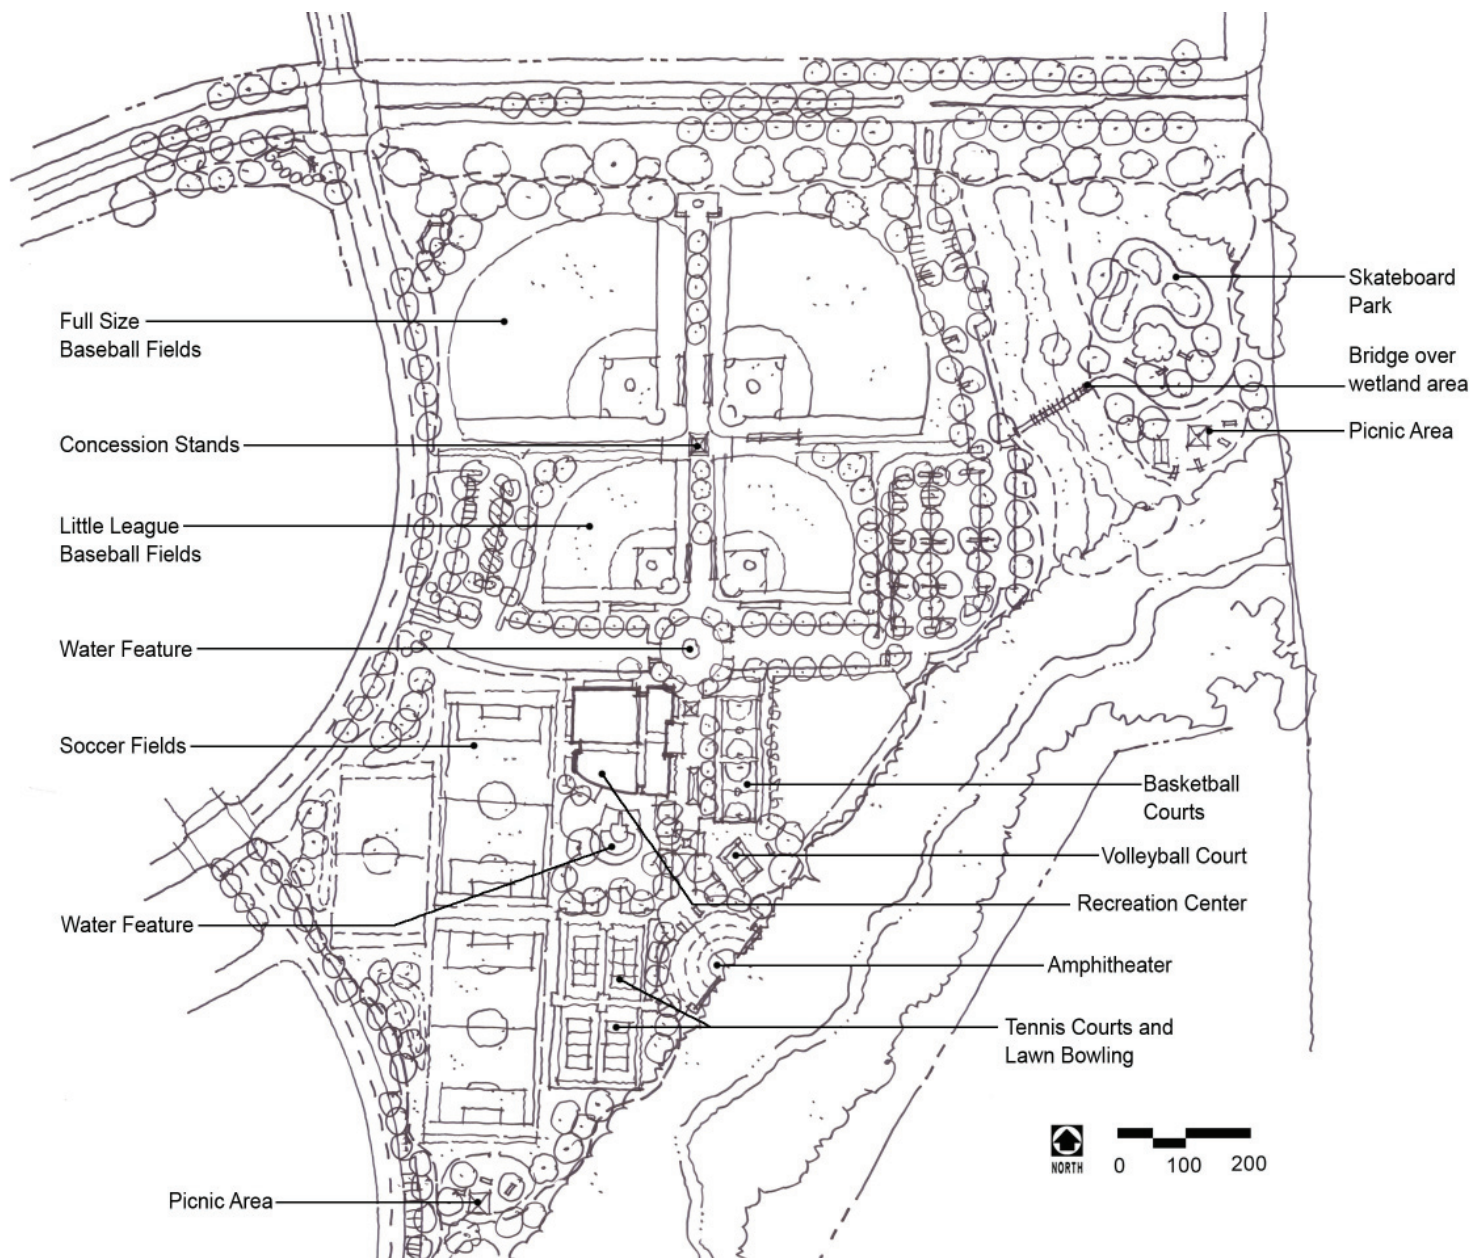 Skateboard
Park
Full Size
Baseball Fields
Bridge over
wetland area
Concession Stands
Picnic Area
Little League
Baseball Fields
Water Feature
Soccer Fields
Basketball
Courts
Volleyball Court
Recreation Center
Water Feature
Amphitheater
Tennis Courts and
Lawn Bowling
NORTH
0 100 200
Picnic Area